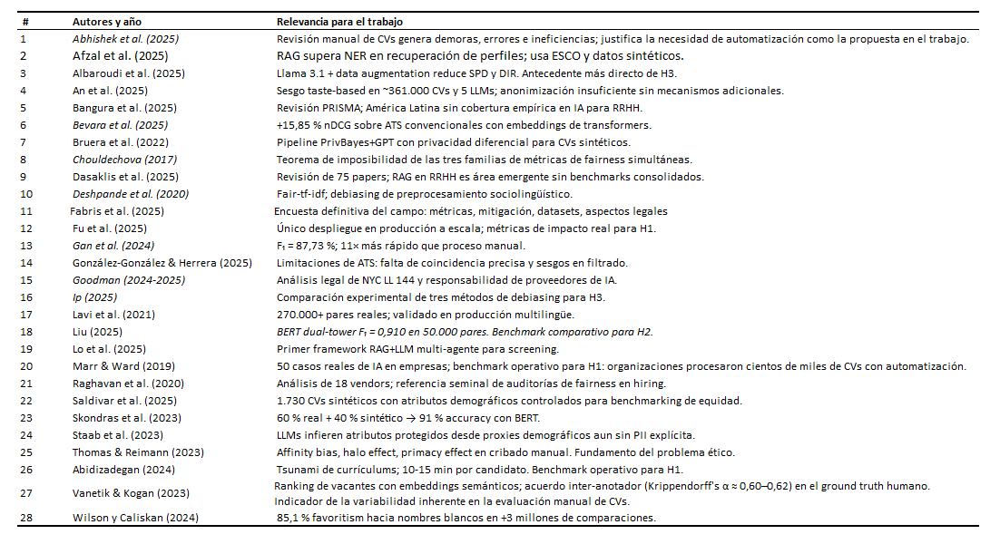 # Autores y año Relevancia para el trabajo
1 Abhishek et al. (2025) Revisión manual de CVs genera demoras, errores e ineficiencias; justifica la necesidad de automatización como la propuesta en el trabajo.
2 Afzal et al. (2025) RAG supera NER en recuperación de perfiles; usa ESCO y datos sintéticos.
3 Albaroudi et al. (2025) Llama 3.1 + data augmentation reduce SPD y DIR. Antecedente más directo de H3.
4 An et al. (2025) Sesgo taste-based en ~361.000 CVs y 5 LLMs; anonimización insuficiente sin mecanismos adicionales.
5 Bangura et al. (2025) Revisión PRISMA; América Latina sin cobertura empírica en IA para RRHH.
6 Bevara et al. (2025) +15,85 % nDCG sobre ATS convencionales con embeddings de transformers.
7 Bruera et al. (2022) Pipeline PrivBayes+GPT con privacidad diferencial para CVs sintéticos.
8 Chouldechova (2017) Teorema de imposibilidad de las tres familias de métricas de fairness simultáneas.
9 Dasaklis et al. (2025) Revisión de 75 papers; RAG en RRHH es área emergente sin benchmarks consolidados.
10 Deshpande et al. (2020) Fair-tf-idf; debiasing de preprocesamiento sociolingüístico.
11 Fabris et al. (2025) Encuesta definitiva del campo: métricas, mitigación, datasets, aspectos legales
12 Fu et al. (2025) Único despliegue en producción a escala; métricas de impacto real para H1.
13 Gan et al. (2024) F₁ = 87,73 %; 11× más rápido que proceso manual.
14 González-González & Herrera (2025) Limitaciones de ATS: falta de coincidencia precisa y sesgos en filtrado.
15 Goodman (2024-2025) Análisis legal de NYC LL 144 y responsabilidad de proveedores de IA.
16 Ip (2025) Comparación experimental de tres métodos de debiasing para H3.
17 Lavi et al. (2021) 270.000+ pares reales; validado en producción multilingüe.
18 Liu (2025) BERT dual-tower F₁ = 0,910 en 50.000 pares. Benchmark comparativo para H2.
19 Lo et al. (2025) Primer framework RAG+LLM multi-agente para screening.
20 Marr & Ward (2019) 50 casos reales de IA en empresas; benchmark operativo para H1: organizaciones procesaron cientos de miles de CVs con automatización.
21 Raghavan et al. (2020) Análisis de 18 vendors; referencia seminal de auditorías de fairness en hiring.
22 Saldivar et al. (2025) 1.730 CVs sintéticos con atributos demográficos controlados para benchmarking de equidad.
23 Skondras et al. (2023) 60 % real + 40 % sintético → 91 % accuracy con BERT.
24 Staab et al. (2023) LLMs infieren atributos protegidos desde proxies demográficos aun sin PII explícita.
25 Thomas & Reimann (2023) Affinity bias, halo effect, primacy effect en cribado manual. Fundamento del problema ético.
26 Abidizadegan (2024) Tsunami de currículums; 10-15 min por candidato. Benchmark operativo para H1.
27 Vanetik & Kogan (2023) Ranking de vacantes con embeddings semánticos; acuerdo inter-anotador (Krippendorff's α ≈ 0,60–0,62) en el ground truth humano.
Indicador de la variabilidad inherente en la evaluación manual de CVs.
28 Wilson y Caliskan (2024) 85,1 % favoritism hacia nombres blancos en +3 millones de comparaciones.